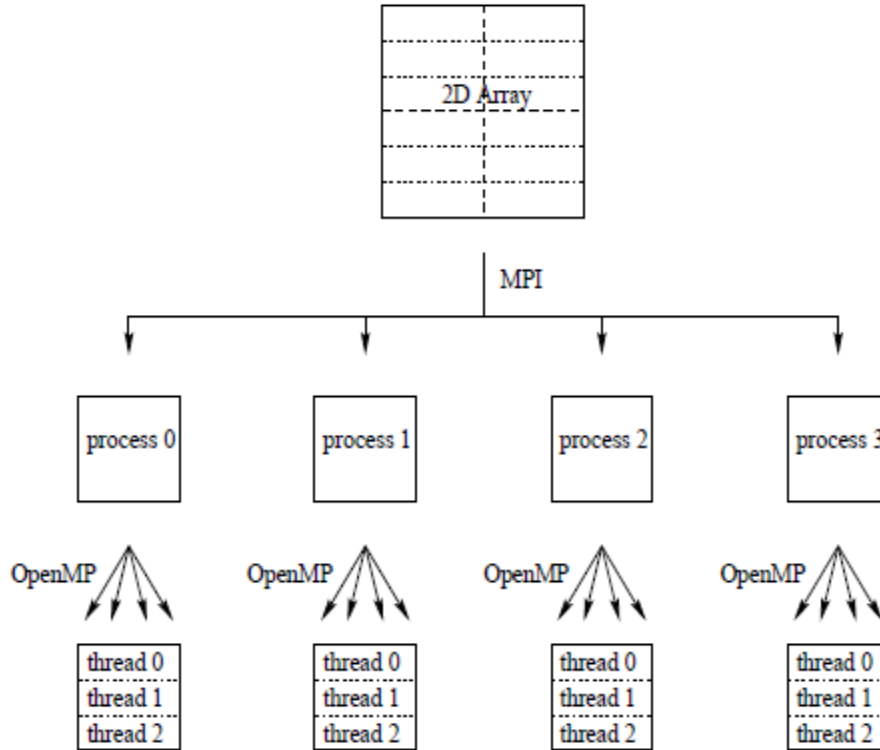 2D Array
MPI
process 0
process 1
process 2
process 3
OpenMP
OpenMP
OpenMP
OpenMP
thread 0
thread 1
thread 2
thread 0
thread 1
thread 2
thread 0
thread 1
thread 2
thread 0
thread 1
thread 2